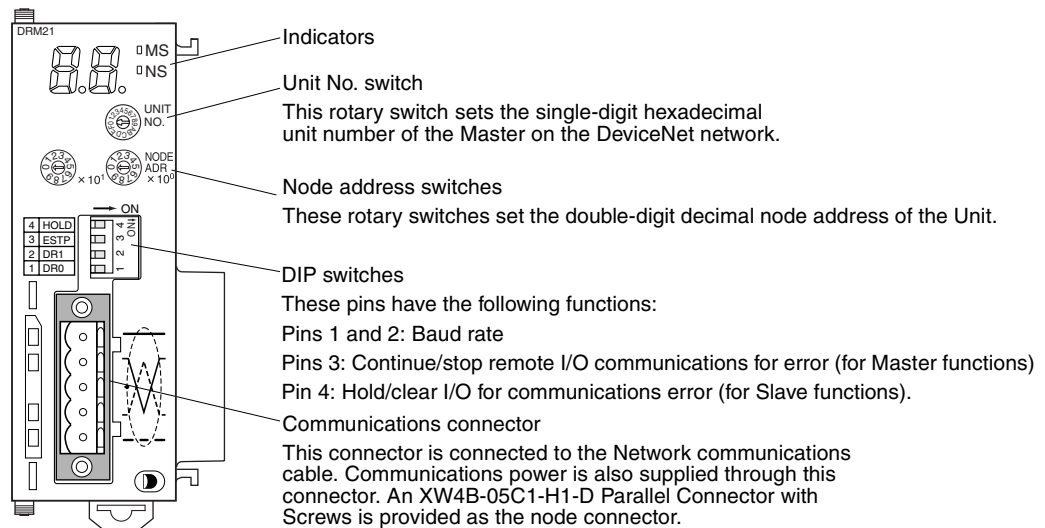 DRM21
MS
NS
Indicators
Unit No. switch
UNIT
NO.
This rotary switch sets the single-digit hexadecimal
unit number of the Master on the DeviceNet network.
NODE
ADR
× 10¹
× 10⁰
Node address switches
These rotary switches set the double-digit decimal node address of the Unit.
ON
4 HOLD
3 ESTP
2 DR1
1 DR0
ON
4
3
2
1
DIP switches
These pins have the following functions:
Pins 1 and 2: Baud rate
Pins 3: Continue/stop remote I/O communications for error (for Master functions)
Pin 4: Hold/clear I/O for communications error (for Slave functions).
Communications connector
This connector is connected to the Network communications
cable. Communications power is also supplied through this
connector. An XW4B-05C1-H1-D Parallel Connector with
Screws is provided as the node connector.